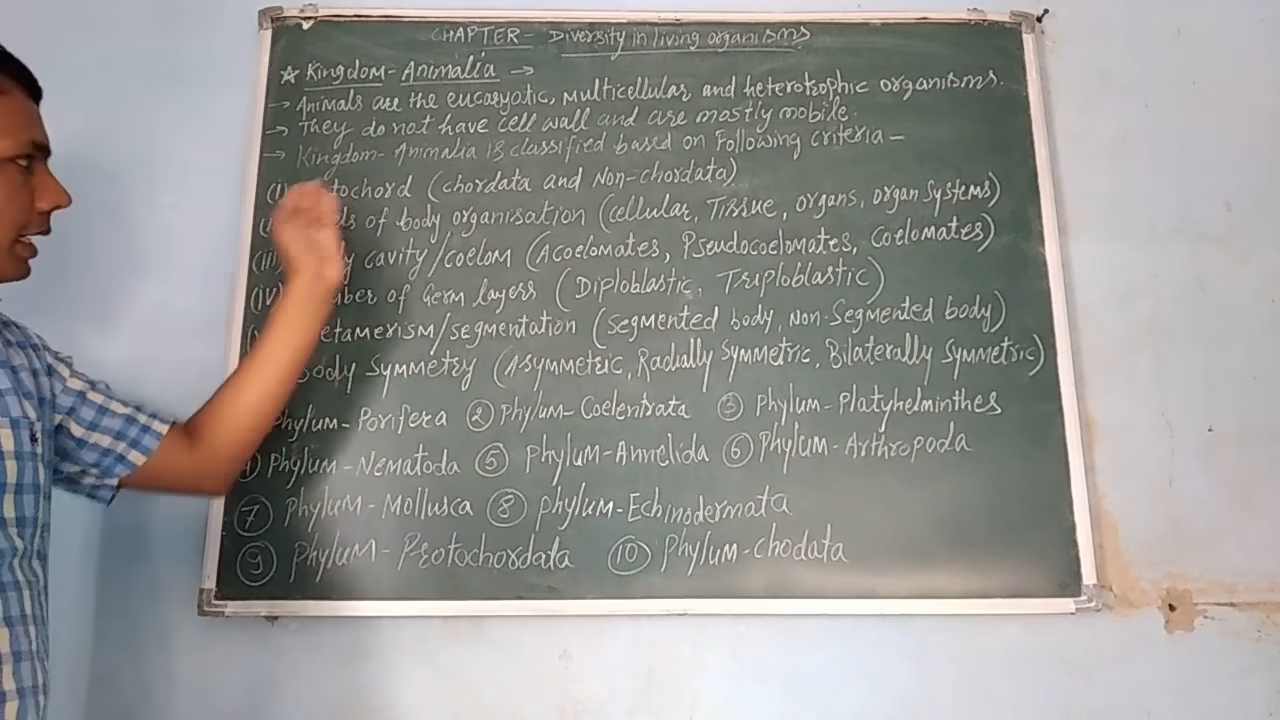 CHAPTER- Diversity in living organisms
☆ Kingdom- Animalia →
→ Animals are the eucaryatic, multicellular and heterotrophic organisms.
→ They do not have cell wall and are mostly mobile.
→ Kingdom- Animalia is classified based on Following criteria –
(i) tochord (chordata and Non-chordata)
of body organisation (cellular, Tissue, organs, organ systems)
(iii) cavity/coelom (Acoelomates, Pseudocoelomates, Coelomates)
(iv) ber of Germ layers (Diploblastic, Triploblastic)
etamerism/segmentation (segmented body, Non-Segmented body)
Body Symmetry (Asymmetric, Radially Symmetric, Bilaterally Symmetric)
Phylum-Porifera ② Phylum-Coelentrata ③ Phylum-Platyhelminthes
④ Phylum-Nematoda ⑤ Phylum-Annelida ⑥ Phylum-Arthropoda
⑦ Phylum-Mollusca ⑧ Phylum-Echinodermata
⑨ Phylum-Protochordata ⑩ Phylum-chodata